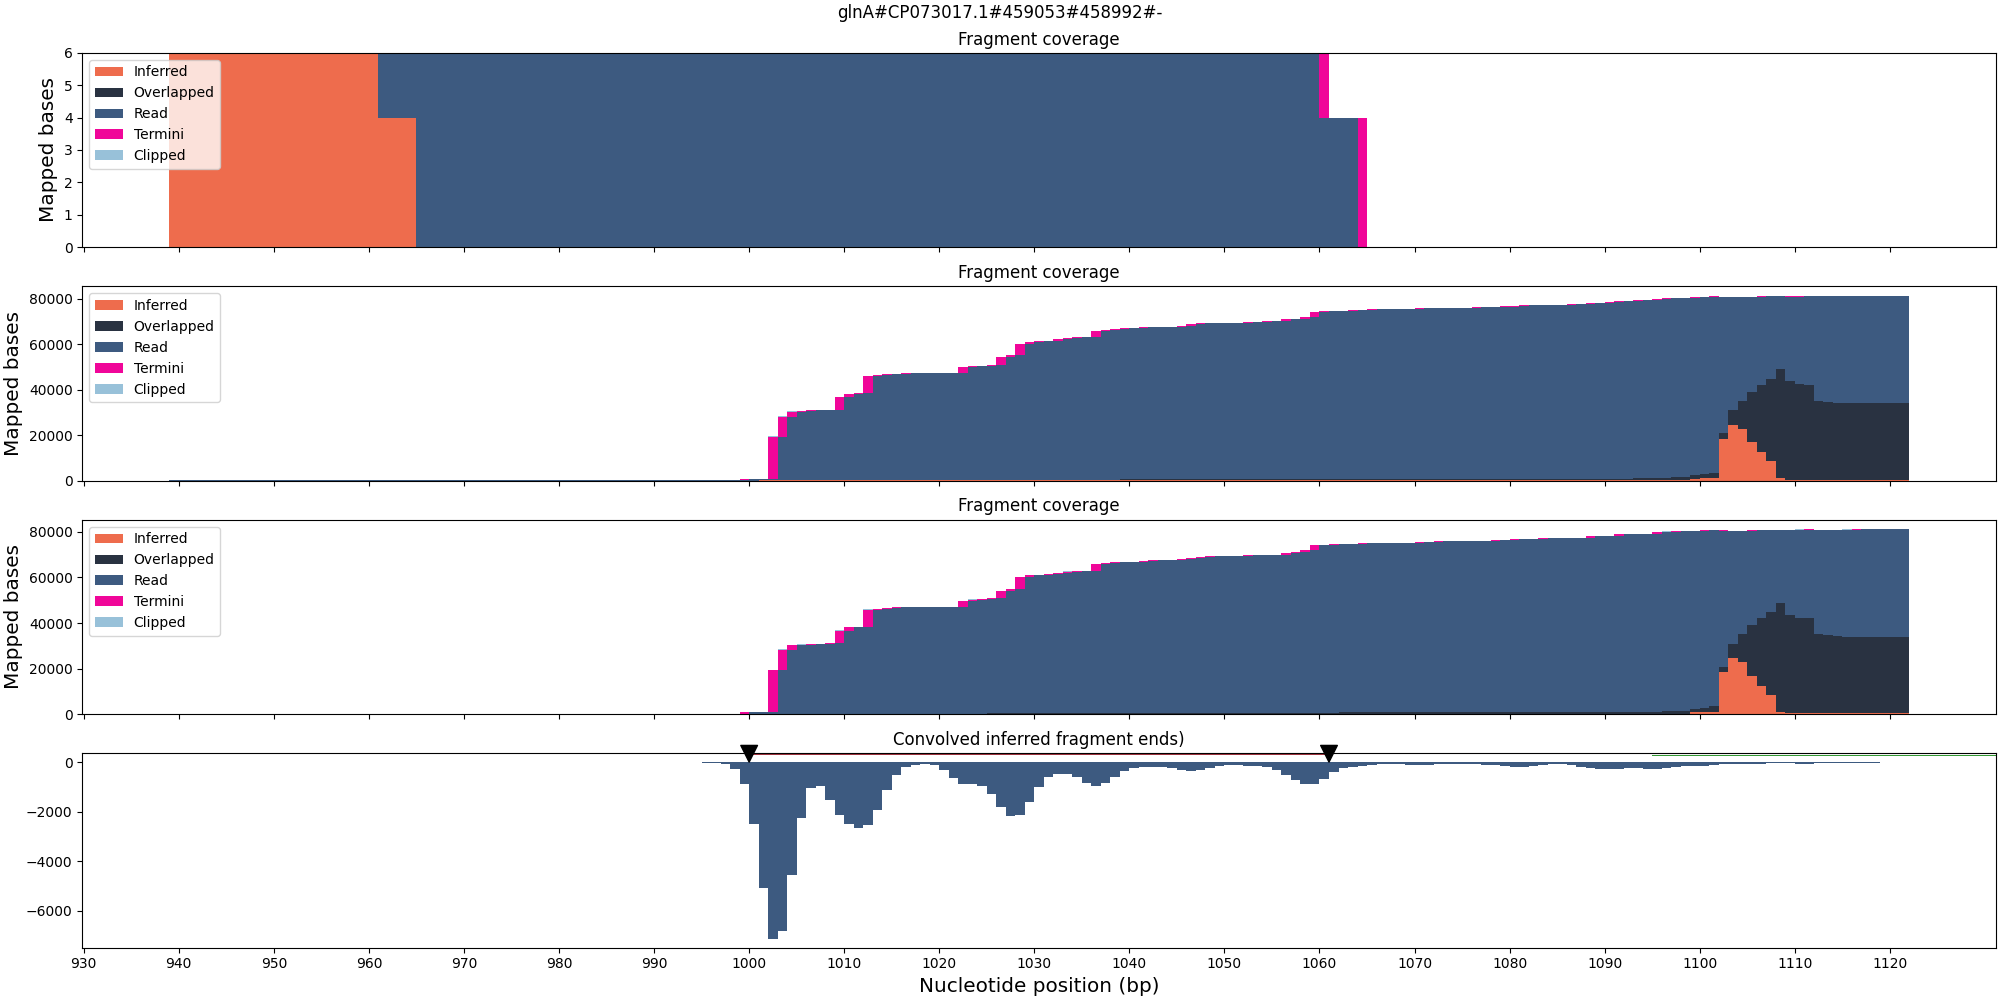 glnA#CP073017.1#459053#458992#-
Fragment coverage
Mapped bases
6
5
4
3
2
1
0
Inferred
Overlapped
Read
Termini
Clipped
Fragment coverage
Mapped bases
80000
60000
40000
20000
0
Inferred
Overlapped
Read
Termini
Clipped
Fragment coverage
Mapped bases
80000
60000
40000
20000
0
Inferred
Overlapped
Read
Termini
Clipped
Convolved inferred fragment ends)
0
−2000
−4000
−6000
930 940 950 960 970 980 990 1000 1010 1020 1030 1040 1050 1060 1070 1080 1090 1100 1110 1120
Nucleotide position (bp)